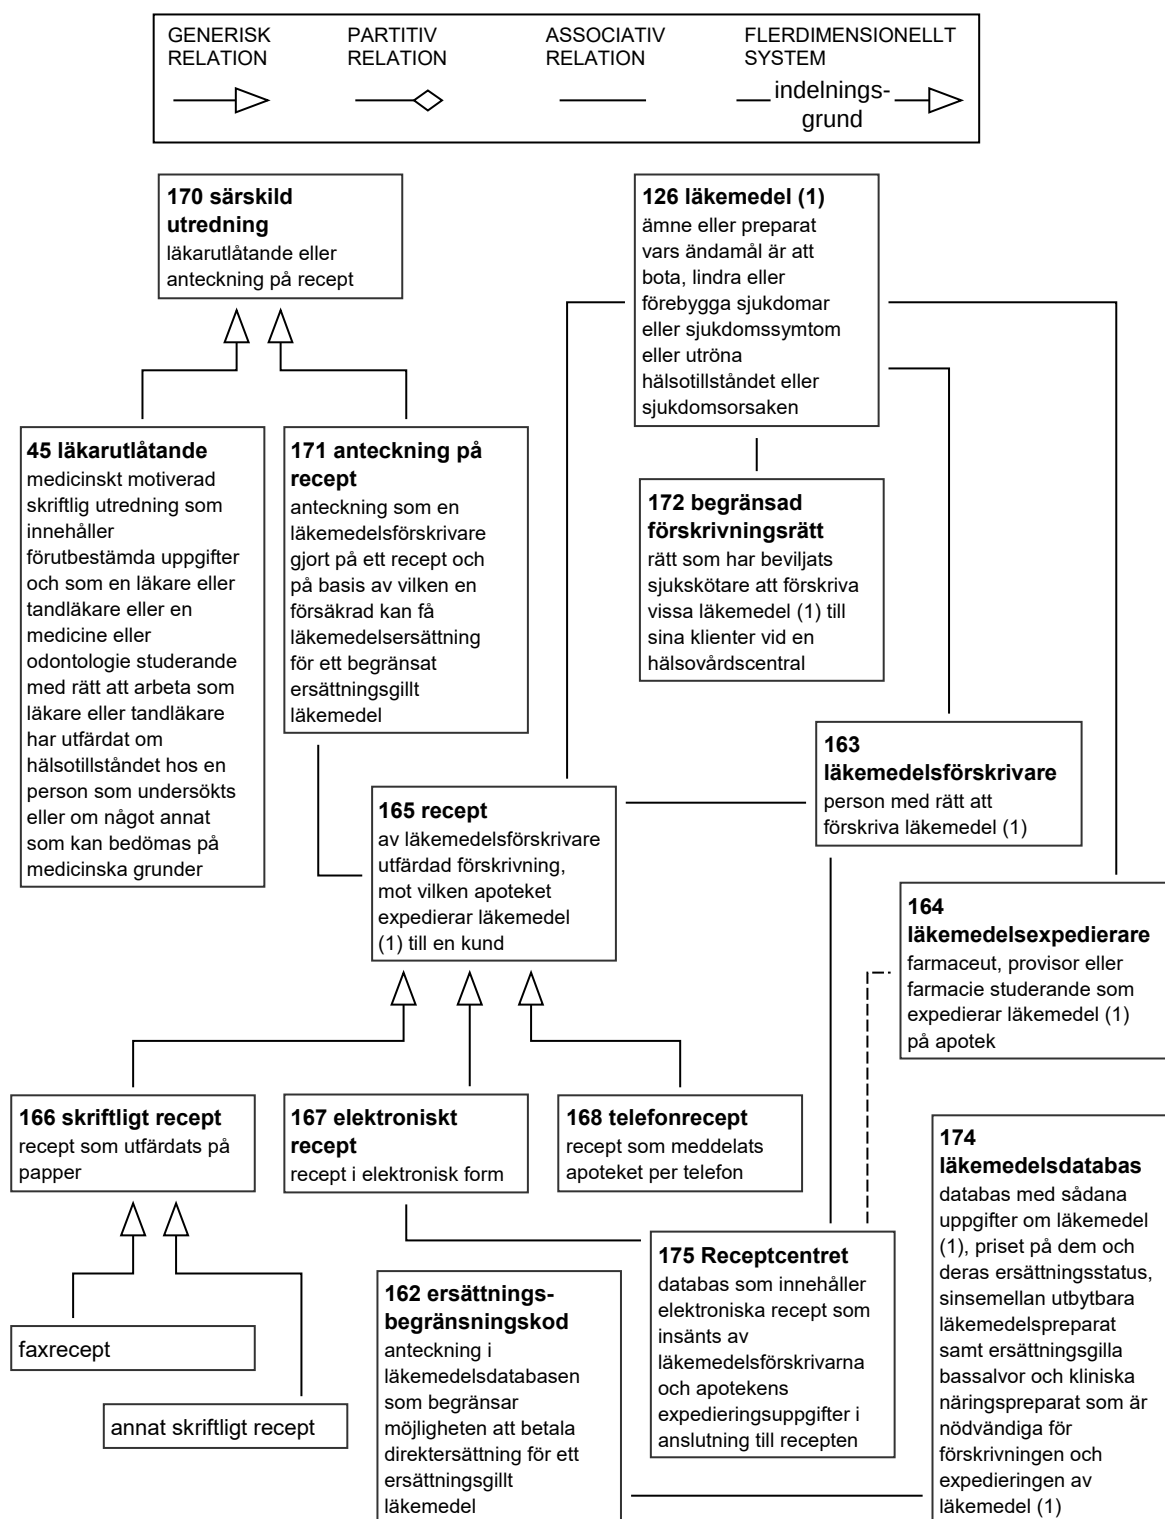 GENERISK
RELATION
PARTITIV
RELATION
ASSOCIATIV
RELATION
FLERDIMENSIONELLT
SYSTEM
indelnings-
grund
170 särskild
utredning
läkarutlåtande eller
anteckning på recept
126 läkemedel (1)
ämne eller preparat
vars ändamål är att
bota, lindra eller
förebygga sjukdomar
eller sjukdomssymtom
eller utröna
hälsotillståndet eller
sjukdomsorsaken
45 läkarutlåtande
medicinskt motiverad
skriftlig utredning som
innehåller
förutbestämda uppgifter
och som en läkare eller
tandläkare eller en
medicine eller
odontologie studerande
med rätt att arbeta som
läkare eller tandläkare
har utfärdat om
hälsotillståndet hos en
person som undersökts
eller om något annat
som kan bedömas på
medicinska grunder
171 anteckning på
recept
anteckning som en
läkemedelsförskrivare
gjort på ett recept och
på basis av vilken en
försäkrad kan få
läkemedelsersättning
för ett begränsat
ersättningsgillt
läkemedel
172 begränsad
förskrivningsrätt
rätt som har beviljats
sjukskötare att förskriva
vissa läkemedel (1) till
sina klienter vid en
hälsovårdscentral
163
läkemedelsförskrivare
person med rätt att
förskriva läkemedel (1)
165 recept
av läkemedelsförskrivare
utfärdad förskrivning,
mot vilken apoteket
expedierar läkemedel
(1) till en kund
164
läkemedelsexpedierare
farmaceut, provisor eller
farmacie studerande som
expedierar läkemedel (1)
på apotek
166 skriftligt recept
recept som utfärdats på
papper
167 elektroniskt
recept
recept i elektronisk form
168 telefonrecept
recept som meddelats
apoteket per telefon
174
läkemedelsdatabas
databas med sådana
uppgifter om läkemedel
(1), priset på dem och
deras ersättningsstatus,
sinsemellan utbytbara
läkemedelspreparat
samt ersättningsgilla
bassalvor och kliniska
näringspreparat som är
nödvändiga för
förskrivningen och
expedieringen av
läkemedel (1)
175 Receptcentret
databas som innehåller
elektroniska recept som
insänts av
läkemedelsförskrivarna
och apotekens
expedieringsuppgifter i
anslutning till recepten
162 ersättnings-
begränsningskod
anteckning i
läkemedelsdatabasen
som begränsar
möjligheten att betala
direktersättning för ett
ersättningsgillt
läkemedel
faxrecept
annat skriftligt recept